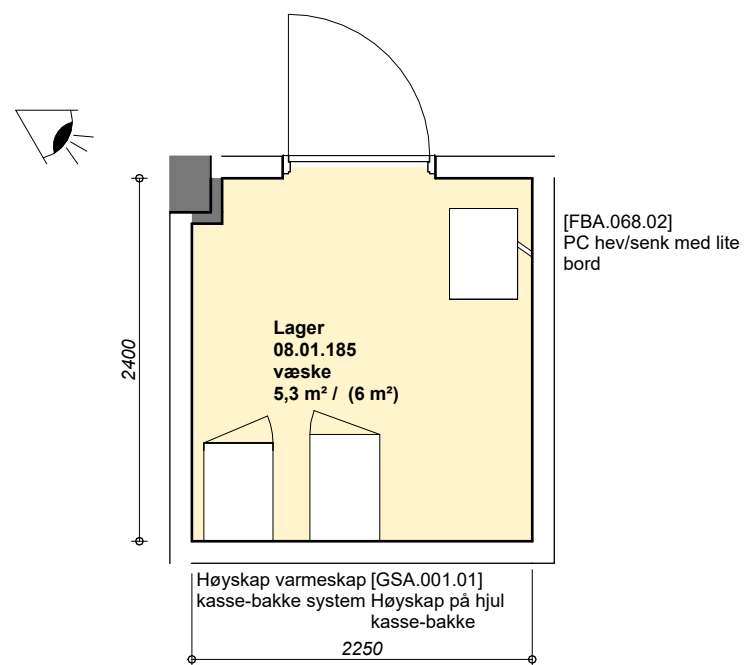 [FBA.068.02]
PC hev/senk med lite
bord
2400
Lager
08.01.185
væske
5,3 m² / (6 m²)
Høyskap varmeskap
kasse-bakke system
[GSA.001.01]
Høyskap på hjul
kasse-bakke
2250